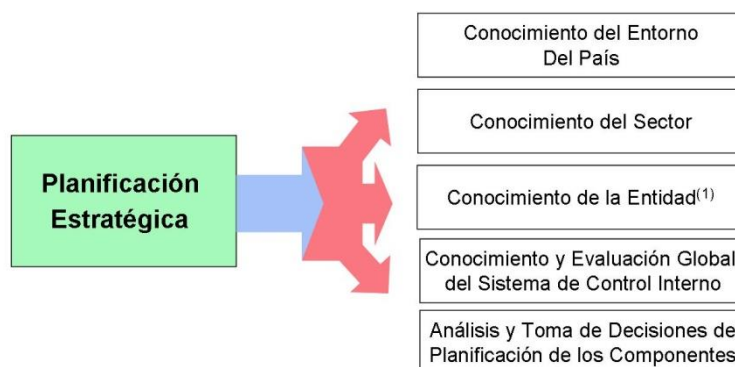 Planificación
Estratégica
Conocimiento del Entorno
Del País
Conocimiento del Sector
Conocimiento de la Entidad(1)
Conocimiento y Evaluación Global
del Sistema de Control Interno
Análisis y Toma de Decisiones de
Planificación de los Componentes